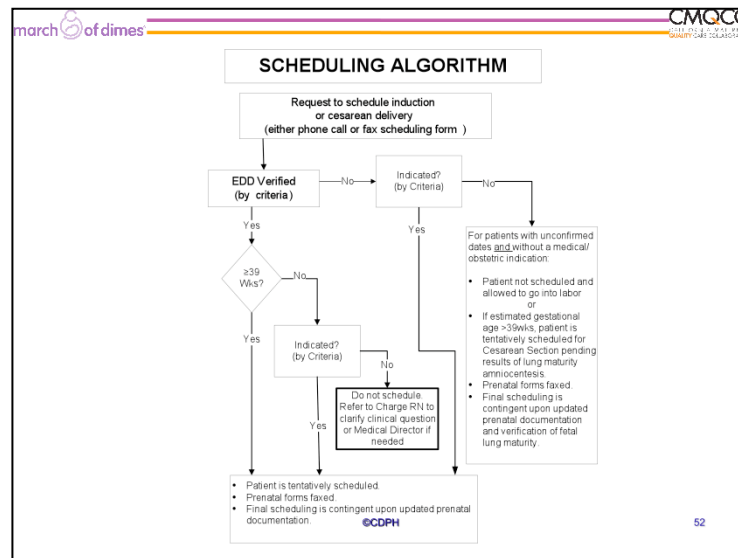 march of dimes
CMQCC
QUALITY CARE COLLABORA
SCHEDULING ALGORITHM
Request to schedule induction
or cesarean delivery
(either phone call or fax scheduling form )
EDD Verified
(by criteria)
No
Indicated?
(by Criteria)
No
Yes
Yes
≥39
Wks?
No
Yes
Indicated?
(by Criteria)
No
Yes
Do not schedule.
Refer to Charge RN to
clarify clinical question
or Medical Director if
needed
For patients with unconfirmed
dates and without a medical/
obstetric indication:
• Patient not scheduled and
allowed to go into labor
or
• If estimated gestational
age >39wks, patient is
tentatively scheduled for
Cesarean Section pending
results of lung maturity
amniocentesis.
• Prenatal forms faxed.
• Final scheduling is
contingent upon updated
prenatal documentation
and verification of fetal
lung maturity.
• Patient is tentatively scheduled.
• Prenatal forms faxed.
• Final scheduling is contingent upon updated prenatal
documentation.
©CDPH
52